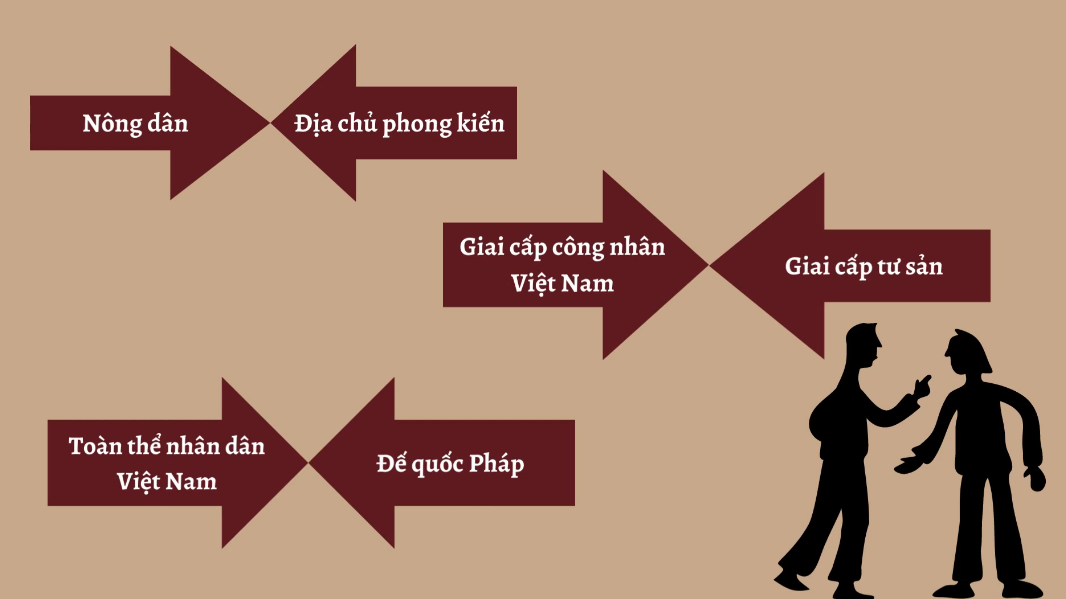 Nông dân
Địa chủ phong kiến
Giai cấp công nhân
Việt Nam
Giai cấp tư sản
Toàn thể nhân dân
Việt Nam
Đế quốc Pháp